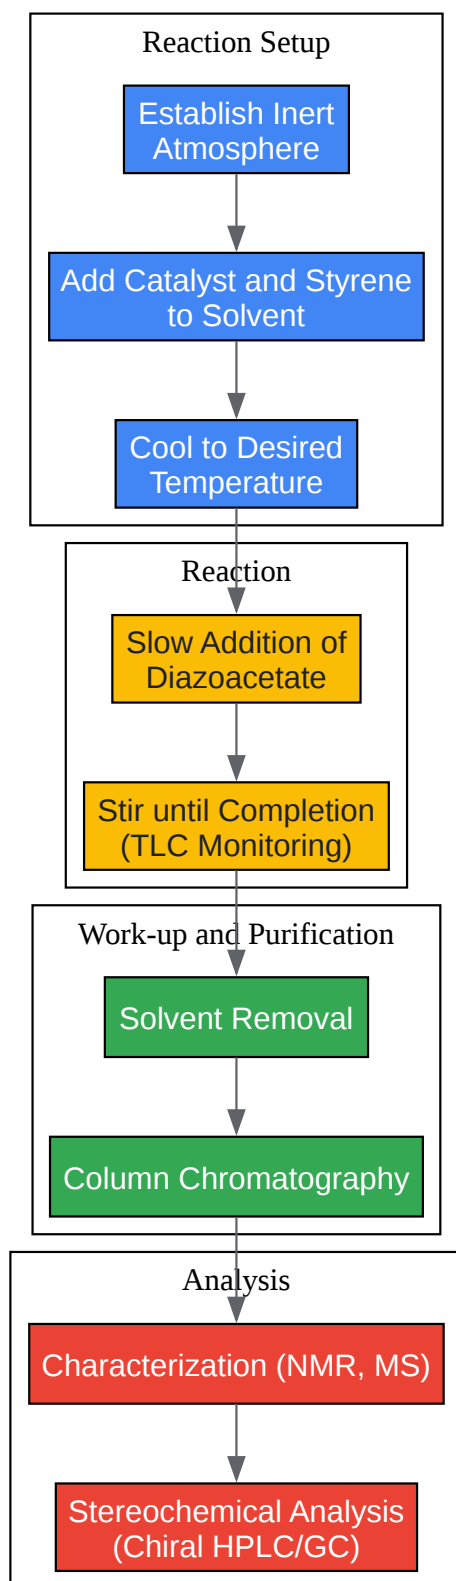 Reaction Setup
Establish Inert
Atmosphere
Add Catalyst and Styrene
to Solvent
Cool to Desired
Temperature
Reaction
Slow Addition of
Diazoacetate
Stir until Completion
(TLC Monitoring)
Work-up and Purification
Solvent Removal
Column Chromatography
Analysis
Characterization (NMR, MS)
Stereochemical Analysis
(Chiral HPLC/GC)